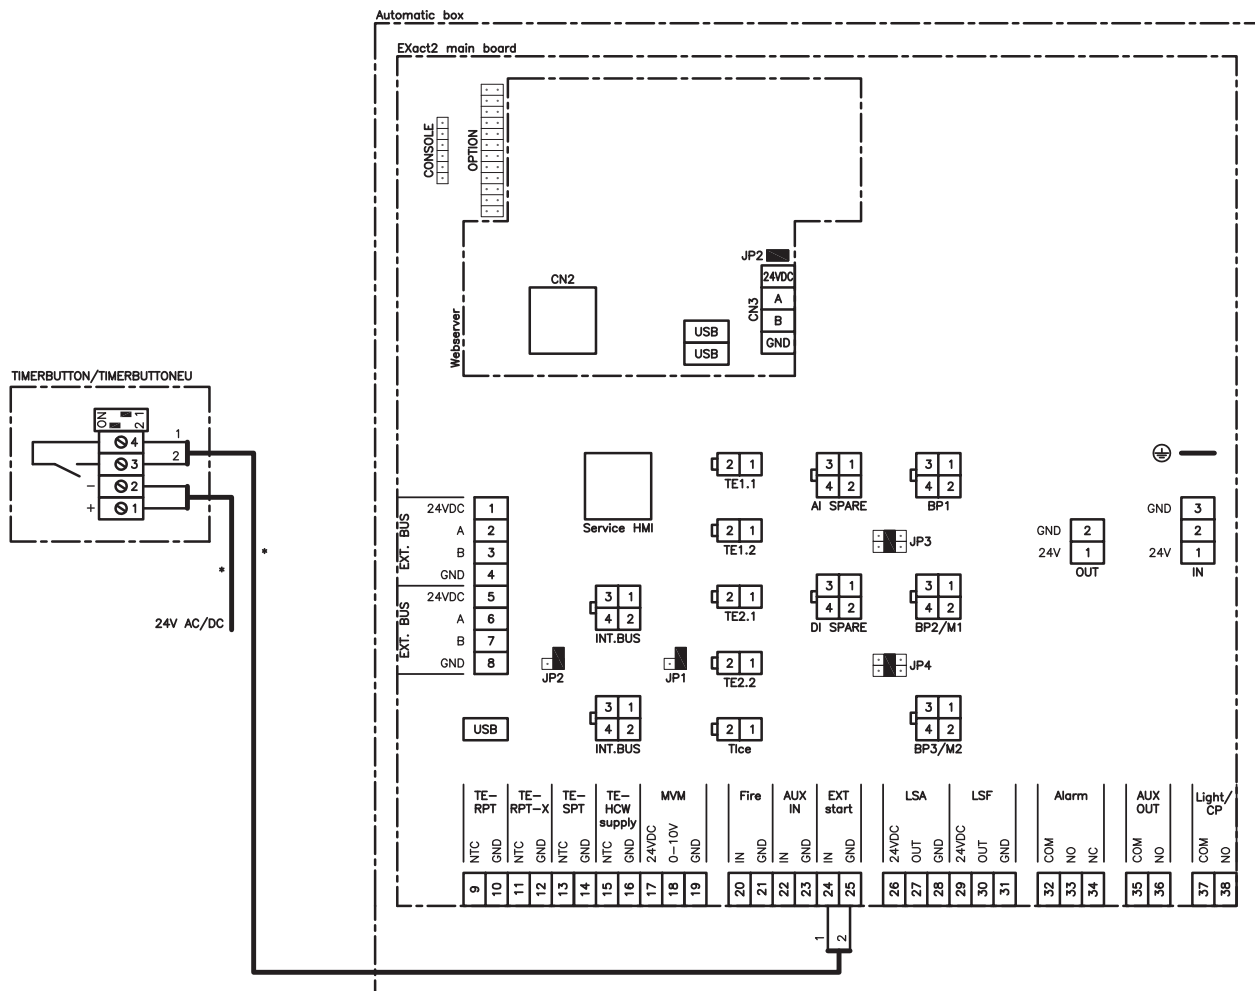 Automatic box
EXact2 main board
CONSOLE
OPTION
Webserver
CN2
USB
USB
JP2
CN3
24VDC
A
B
GND
TIMERBUTTON/TIMERBUTTONEU
ON
2 1
4
3
- 2
+ 1
1
2
*
*
24V AC/DC
EXT. BUS
24VDC 1
A 2
B 3
GND 4
EXT. BUS
24VDC 5
A 6
B 7
GND 8
USB
Service HMI
3 1
4 2
INT.BUS
JP2
JP1
3 1
4 2
INT.BUS
2 1
TE1.1
2 1
TE1.2
2 1
TE2.1
2 1
TE2.2
2 1
TIce
3 1
4 2
AI SPARE
3 1
4 2
DI SPARE
3 1
4 2
BP1
JP3
3 1
4 2
BP2/M1
JP4
3 1
4 2
BP3/M2
GND 2
24V 1
OUT
GND 3
2
24V 1
IN
TE-
RPT
NTC GND
9 10
TE-
RPT-X
NTC GND
11 12
TE-
SPT
NTC GND
13 14
TE-
HCW
supply
NTC GND
15 16
MVM
24VDC 0-10V GND
17 18 19
Fire
IN GND
20 21
AUX
IN
IN GND
22 23
EXT
start
IN GND
24 25
1 2
LSA
24VDC OUT GND
26 27 28
LSF
24VDC OUT GND
29 30 31
Alarm
COM NO NC
32 33 34
AUX
OUT
COM NO
35 36
Light/
CP
COM NO
37 38